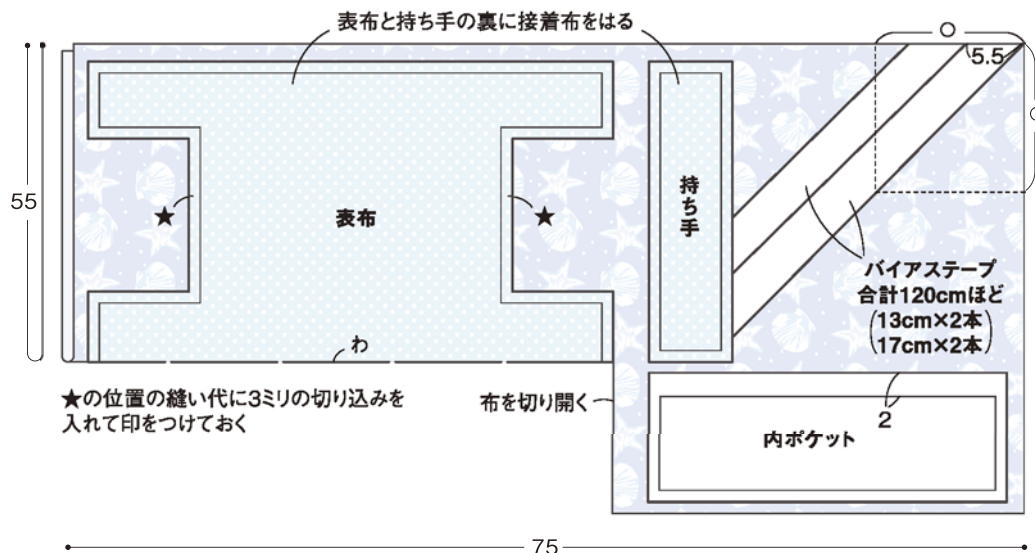 表布と持ち手の裏に接着布をはる
○
5.5
○
55
★
表布
★
持ち手
バイアステープ
合計120cmほど
(13cm×2本)
(17cm×2本)
わ
★の位置の縫い代に3ミリの切り込みを
入れて印をつけておく
布を切り開く
2
内ポケット
75